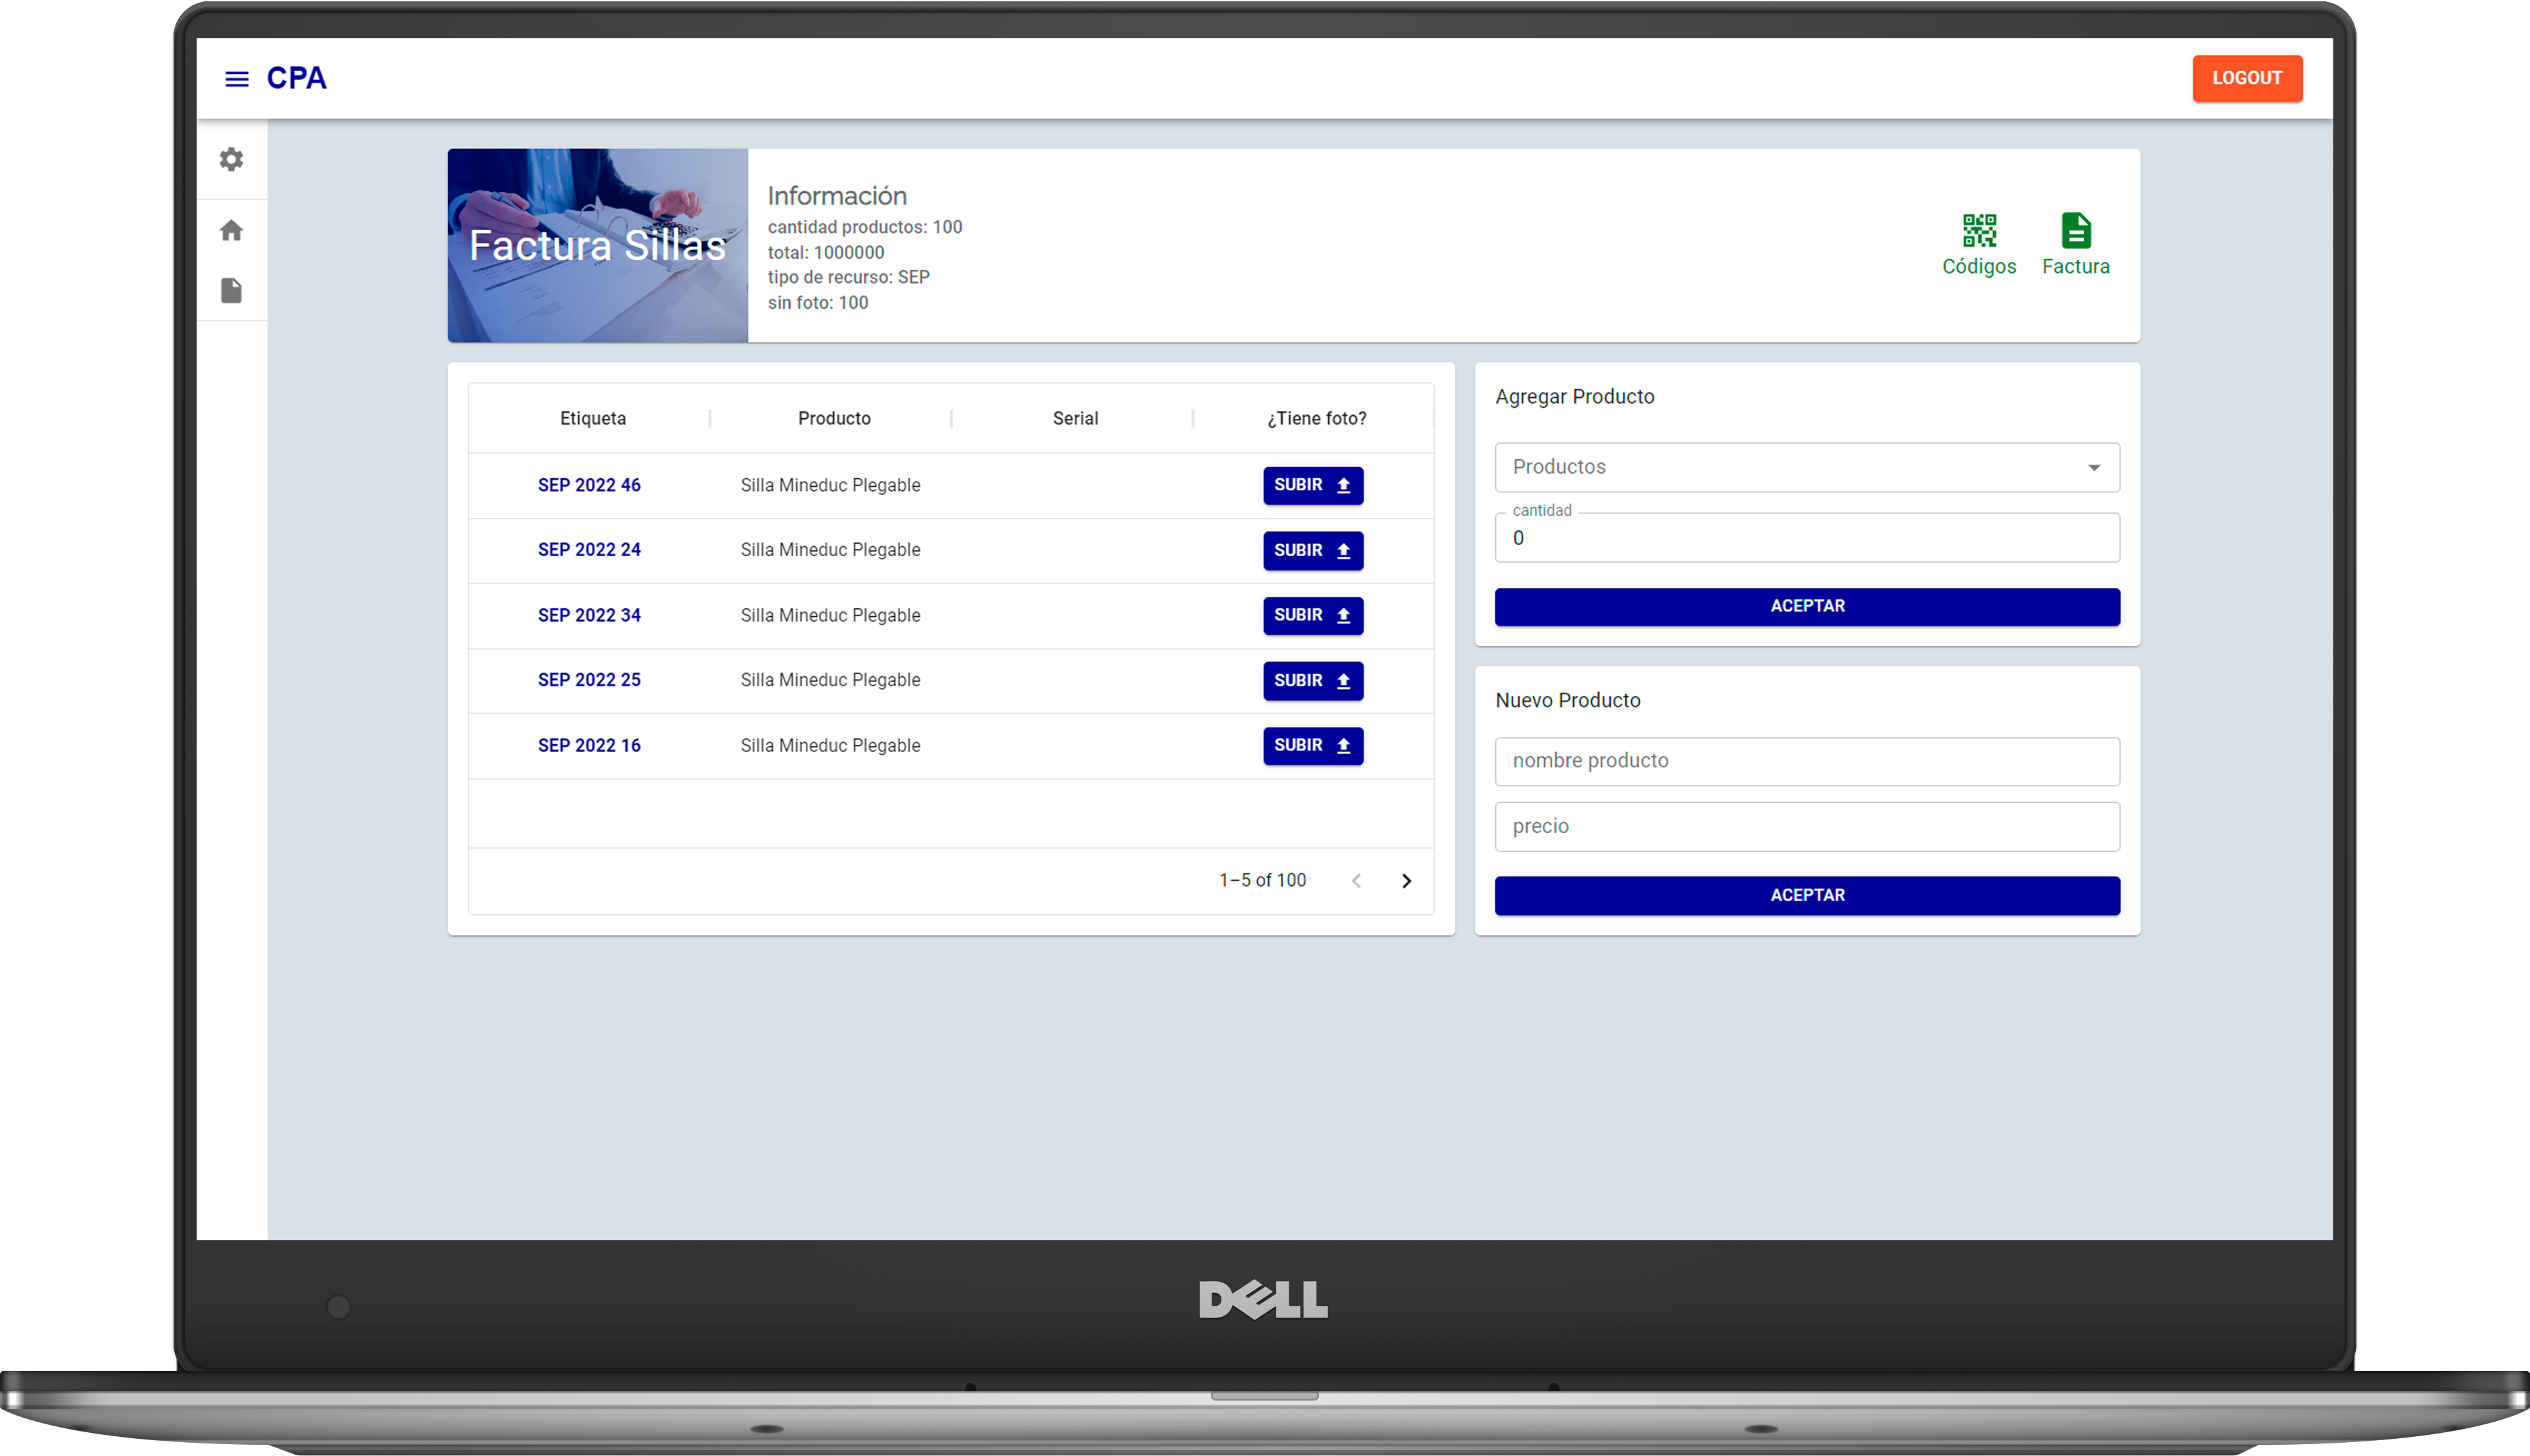 CPA
LOGOUT
Factura Sillas
Información
cantidad productos: 100
total: 1000000
tipo de recurso: SEP
sin foto: 100
Códigos
Factura
Etiqueta Producto Serial ¿Tiene foto?
SEP 2022 46 Silla Mineduc Plegable SUBIR
SEP 2022 24 Silla Mineduc Plegable SUBIR
SEP 2022 34 Silla Mineduc Plegable SUBIR
SEP 2022 25 Silla Mineduc Plegable SUBIR
SEP 2022 16 Silla Mineduc Plegable SUBIR
1–5 of 100
Agregar Producto
Productos
cantidad
0
ACEPTAR
Nuevo Producto
nombre producto
precio
ACEPTAR
DELL